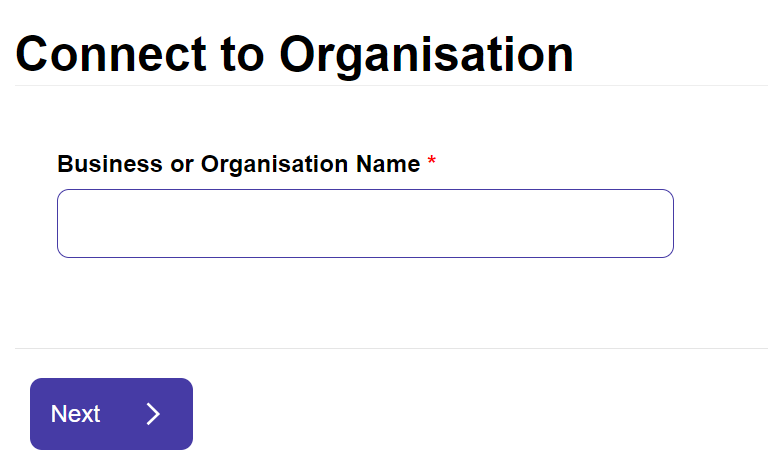 Connect to Organisation
Business or Organisation Name *
Next